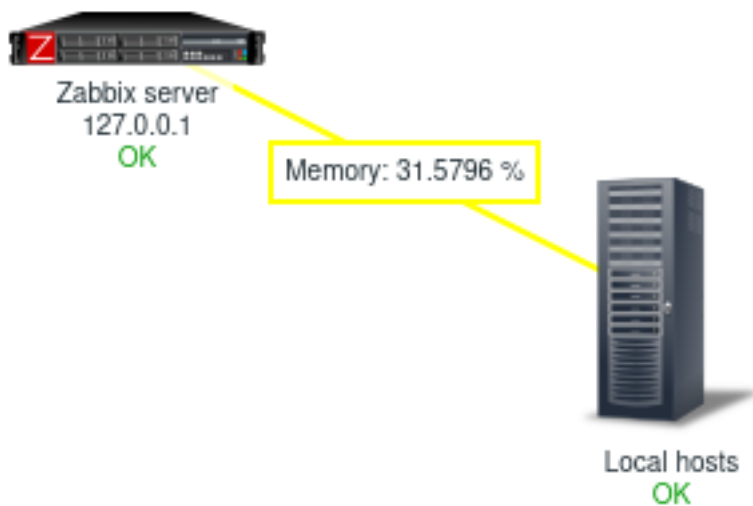 Z
Zabbix server
127.0.0.1
OK
Memory: 31.5796 %
Local hosts
OK